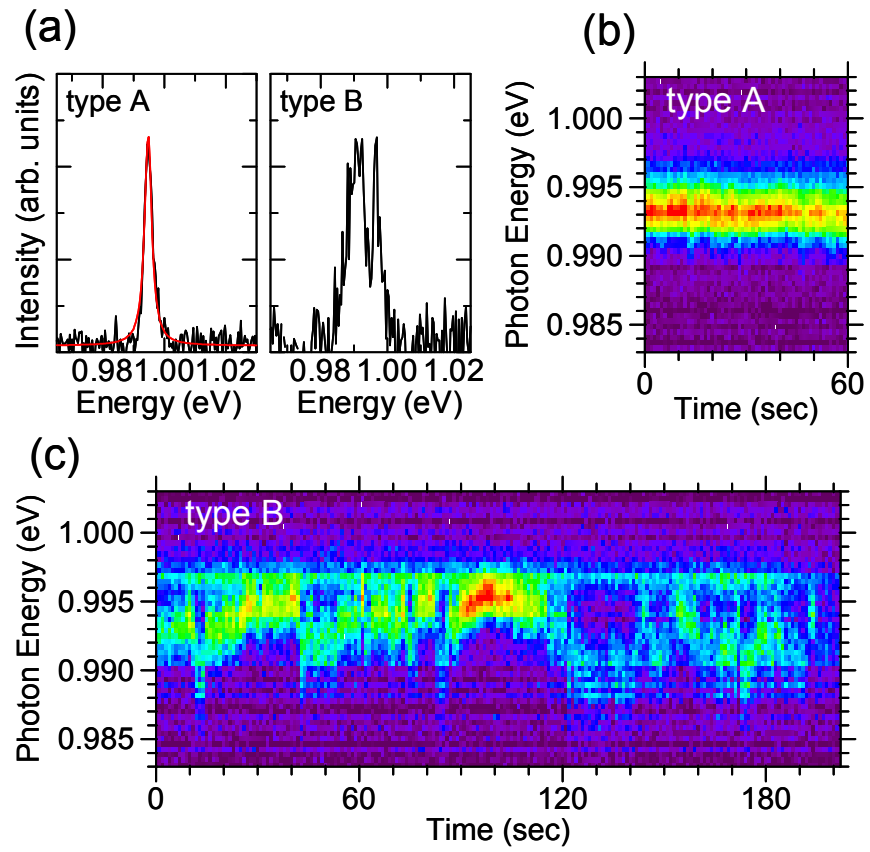 (a)
type A
type B
Intensity (arb. units)
0.98 1.00 1.02
0.98 1.00 1.02
Energy (eV)
Energy (eV)
(b)
type A
Photon Energy (eV)
1.000
0.995
0.990
0.985
0
60
Time (sec)
(c)
type B
Photon Energy (eV)
1.000
0.995
0.990
0.985
0
60
120
180
Time (sec)